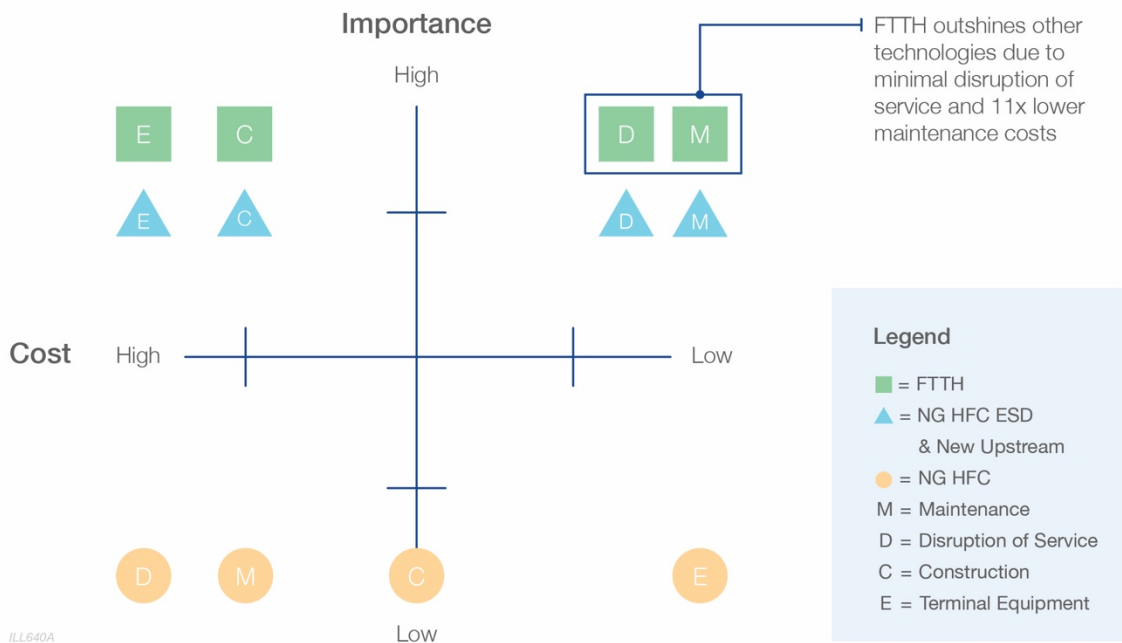 Importance
High
FTTH outshines other
technologies due to
minimal disruption of
service and 11x lower
maintenance costs
E C D M
E C D M
Cost High Low
D M C E
Low
Legend
= FTTH
= NG HFC ESD
& New Upstream
= NG HFC
M = Maintenance
D = Disruption of Service
C = Construction
E = Terminal Equipment
ILL640A